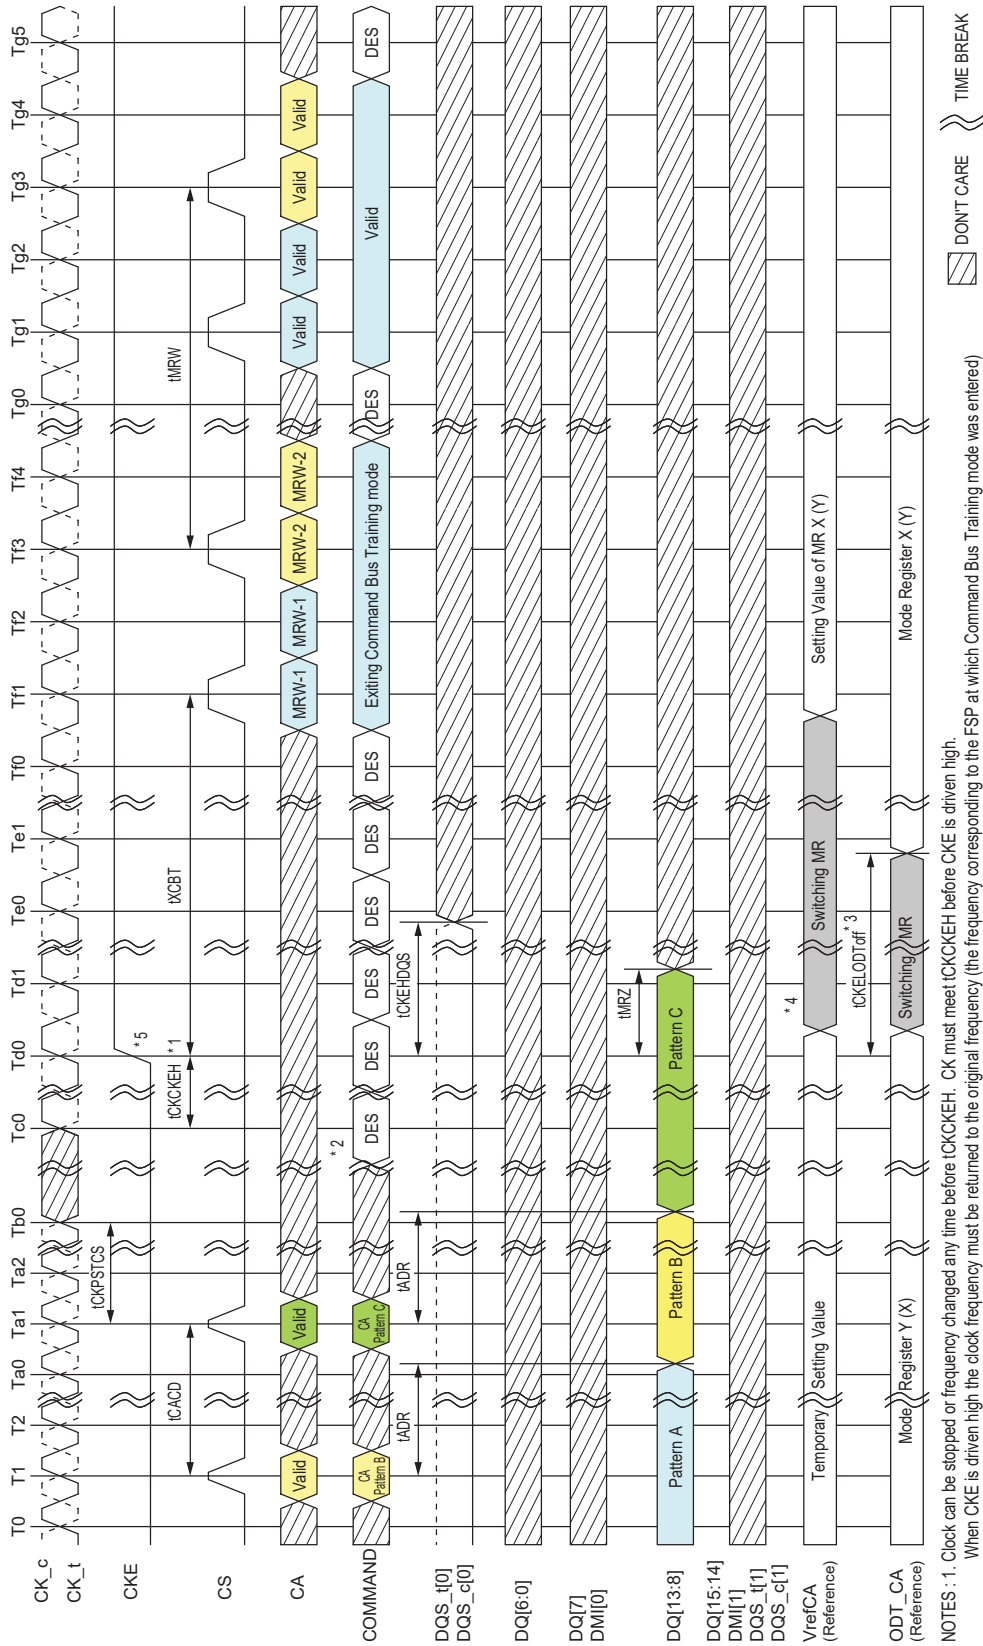 T0 T1 T2 Ta0 Ta1 Ta2 Tb0 Tc0 Td0 Td1 Te0 Te1 Tf0 Tf1 Tf2 Tf3 Tf4 Tg0 Tg1 Tg2 Tg3 Tg4 Tg5
CK_c
CK_t
tCKPSTCS
CKE
* 5
tCACD tCKCKEH * 1 tXCBT tMRW
CS
CA
Valid Valid MRW-1 MRW-1 MRW-2 MRW-2 Valid Valid Valid Valid
* 2
COMMAND
CA Pattern B
CA Pattern C
DES DES DES DES DES DES Exiting Command Bus Training mode DES Valid DES
tADR tADR tCKEHDQS
DQS_t[0]
DQS_c[0]
DQ[6:0]
DQ[7]
DMI[0]
tMRZ
DQ[13:8]
Pattern A Pattern B Pattern C
DQ[15:14]
DMI[1]
DQS_t[1]
DQS_c[1]
* 4
VrefCA
(Reference)
Temporary Setting Value Switching MR Setting Value of MR X (Y)
tCKELODToff * 3
ODT_CA
(Reference)
Mode Register Y (X) Switching MR Mode Register X (Y)
DON'T CARE TIME BREAK
NOTES : 1. Clock can be stopped or frequency changed any time before tCKCKEH. CK must meet tCKCKEH before CKE is driven high.
When CKE is driven high the clock frequency must be returned to the original frequency (the frequency corresponding to the FSP at which Command Bus Training mode was entered)